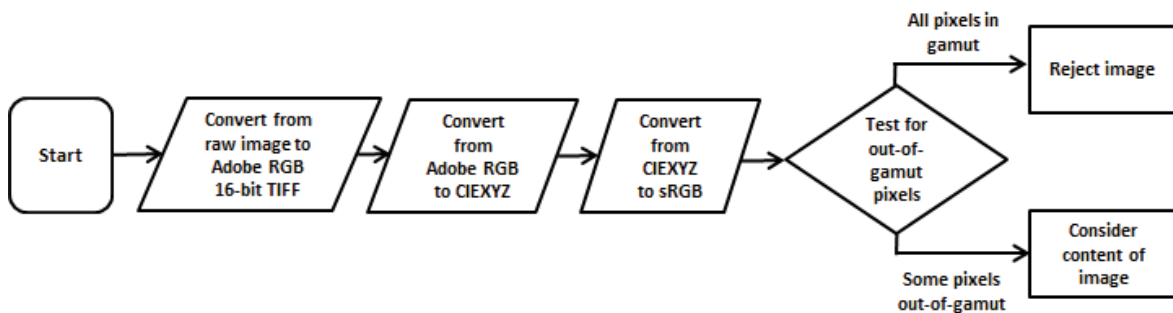 Start
Convert from
raw image to
Adobe RGB
16-bit TIFF
Convert
from
Adobe RGB
to CIEXYZ
Convert
from
CIEXYZ
to sRGB
Test for
out-of-
gamut
pixels
All pixels in
gamut
Reject image
Some pixels
out-of-gamut
Consider
content of
image